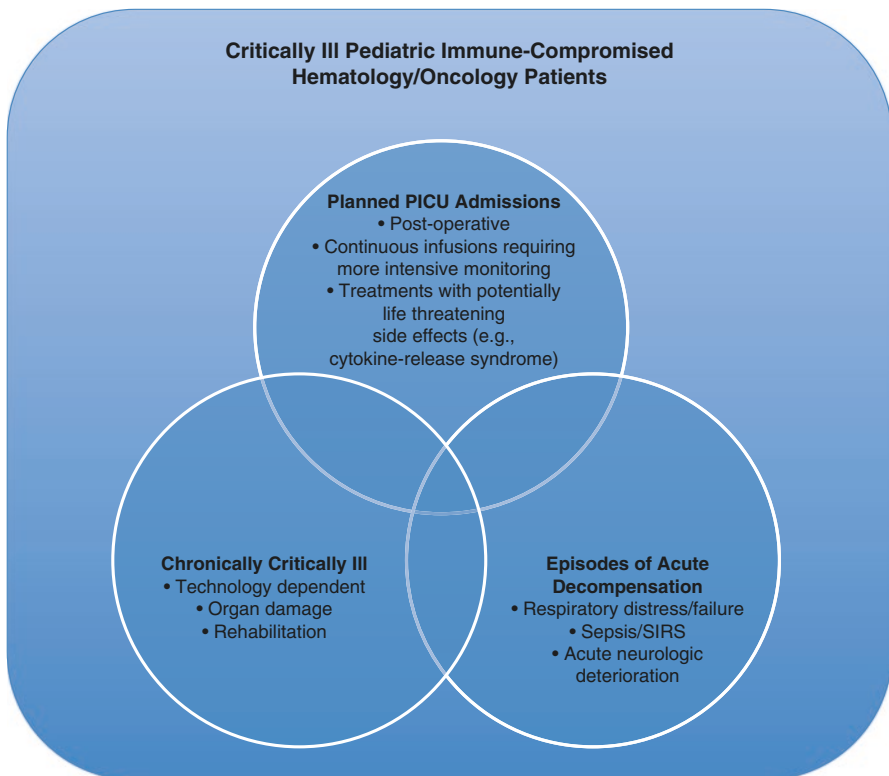 Critically Ill Pediatric Immune-Compromised
Hematology/Oncology Patients
Planned PICU Admissions
• Post-operative
• Continuous infusions requiring
more intensive monitoring
• Treatments with potentially
life threatening
side effects (e.g.,
cytokine-release syndrome)
Chronically Critically Ill
• Technology dependent
• Organ damage
• Rehabilitation
Episodes of Acute
Decompensation
• Respiratory distress/failure
• Sepsis/SIRS
• Acute neurologic
deterioration